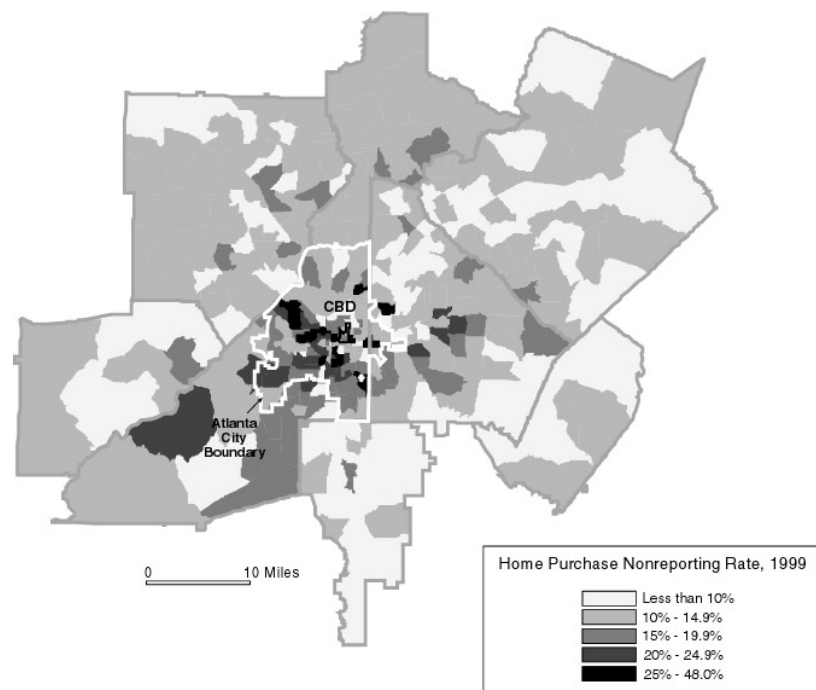 CBD
Atlanta
City
Boundary
0 10 Miles
Home Purchase Nonreporting Rate, 1999
Less than 10%
10% - 14.9%
15% - 19.9%
20% - 24.9%
25% - 48.0%